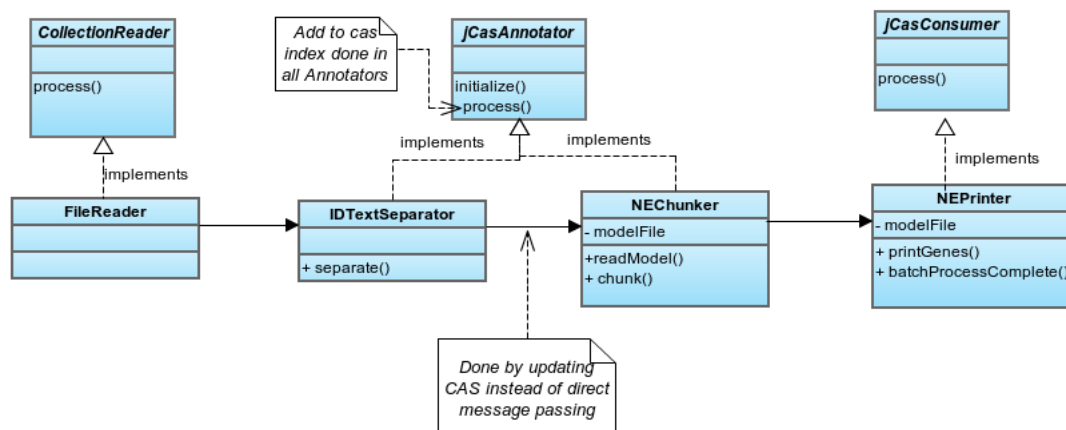 CollectionReader
process()
Add to cas
index done in
all Annotators
jCasAnnotator
initialize()
process()
jCasConsumer
process()
implements
implements
implements
implements
FileReader
IDTextSeparator
+ separate()
NEChunker
- modelFile
+readModel()
+ chunk()
NEPrinter
- modelFile
+ printGenes()
+ batchProcessComplete()
Done by updating
CAS instead of direct
message passing